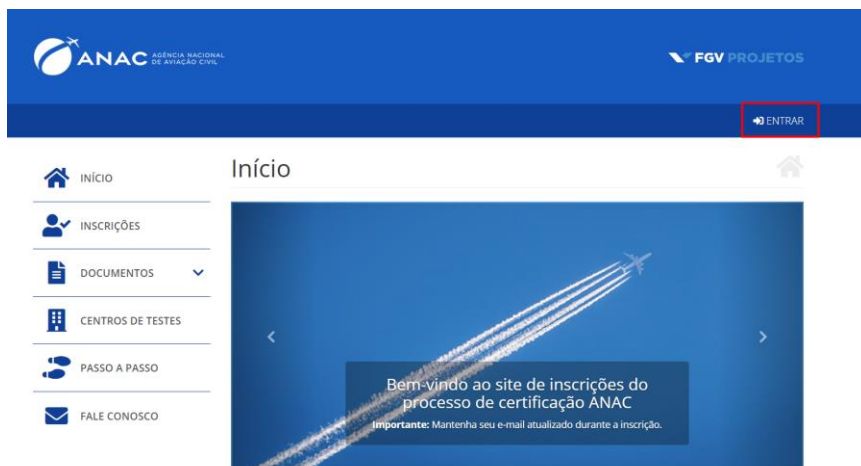 ANAC AGÊNCIA NACIONAL
DE AVIAÇÃO CIVIL
FGV PROJETOS
ENTRAR
INÍCIO
INSCRIÇÕES
DOCUMENTOS
CENTROS DE TESTES
PASSO A PASSO
FALE CONOSCO
Início
Bem-vindo ao site de inscrições do
processo de certificação ANAC
Importante: Mantenha seu e-mail atualizado durante a inscrição.